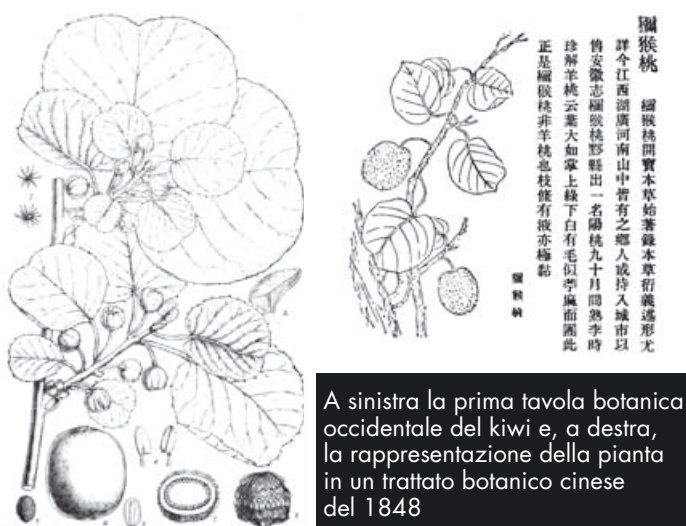 獼猴桃 獼猴桃開寶本草始著錄本草衍義述形尤
詳今江西湖廣河南山中皆有之鄉人或持入城市以
售安徽志獼猴桃黟縣出一名陽桃九十月間熟李時
珍解羊桃云葉大如掌上綠下白有毛似苧麻而團此
正是獼猴桃非羊桃也枝條有液亦極黏
獼猴桃
A sinistra la prima tavola botanica
occidentale del kiwi e, a destra,
la rappresentazione della pianta
in un trattato botanico cinese
del 1848